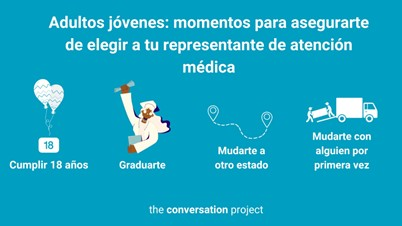 Adultos jóvenes: momentos para asegurarte
de elegir a tu representante de atención
médica
18
Cumplir 18 años
Graduarte
Mudarte a
otro estado
Mudarte con
alguien por
primera vez
the conversation project